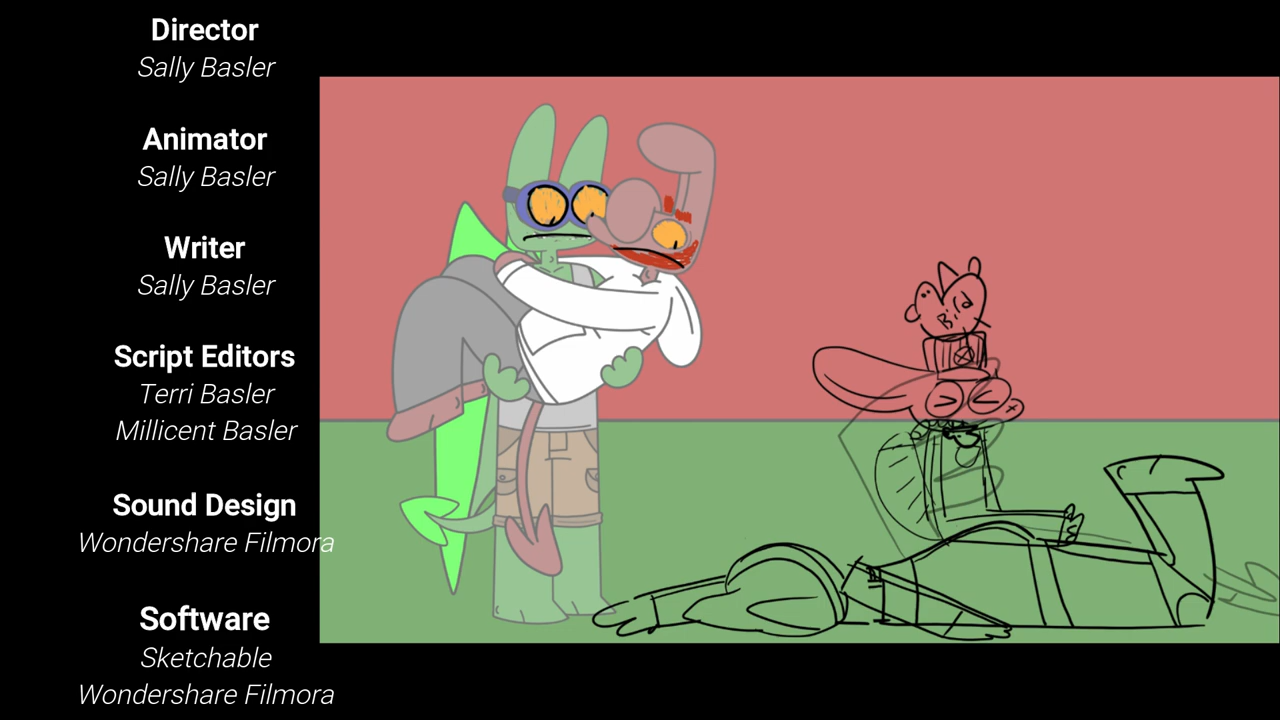 Director
Sally Basler
Animator
Sally Basler
Writer
Sally Basler
Script Editors
Terri Basler
Millicent Basler
Sound Design
Wondershare Filmora
Software
Sketchable
Wondershare Filmora